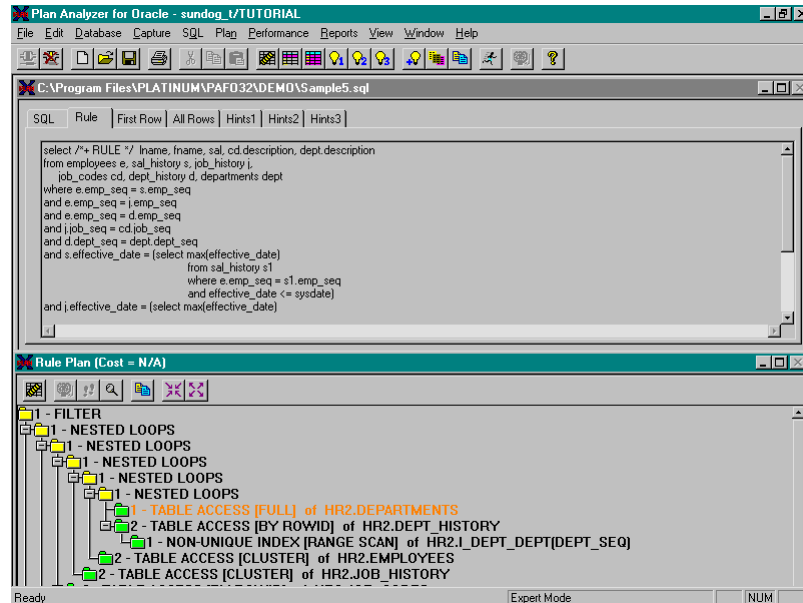 Plan Analyzer for Oracle - sundog_t/TUTORIAL
File Edit Database Capture SQL Plan Performance Reports View Window Help
C:\Program Files\PLATINUM\PAFO32\DEMO\Sample5.sql
SQL Rule First Row All Rows Hints1 Hints2 Hints3
select /*+ RULE */ lname, fname, sal, cd.description, dept.description
from employees e, sal_history s, job_history j,
job_codes cd, dept_history d, departments dept
where e.emp_seq = s.emp_seq
and e.emp_seq = j.emp_seq
and e.emp_seq = d.emp_seq
and j.job_seq = cd.job_seq
and d.dept_seq = dept.dept_seq
and s.effective_date = (select max(effective_date)
from sal_history s1
where e.emp_seq = s1.emp_seq
and effective_date <= sysdate)
and j.effective_date = (select max(effective_date)
Rule Plan (Cost = N/A)
1 - FILTER
1 - NESTED LOOPS
1 - NESTED LOOPS
1 - NESTED LOOPS
1 - NESTED LOOPS
1 - NESTED LOOPS
1 - TABLE ACCESS [FULL] of HR2.DEPARTMENTS
2 - TABLE ACCESS [BY ROWID] of HR2.DEPT_HISTORY
1 - NON-UNIQUE INDEX [RANGE SCAN] of HR2.I_DEPT_DEPT(DEPT_SEQ)
2 - TABLE ACCESS [CLUSTER] of HR2.EMPLOYEES
2 - TABLE ACCESS [CLUSTER] of HR2.JOB_HISTORY
Ready Expert Mode NUM